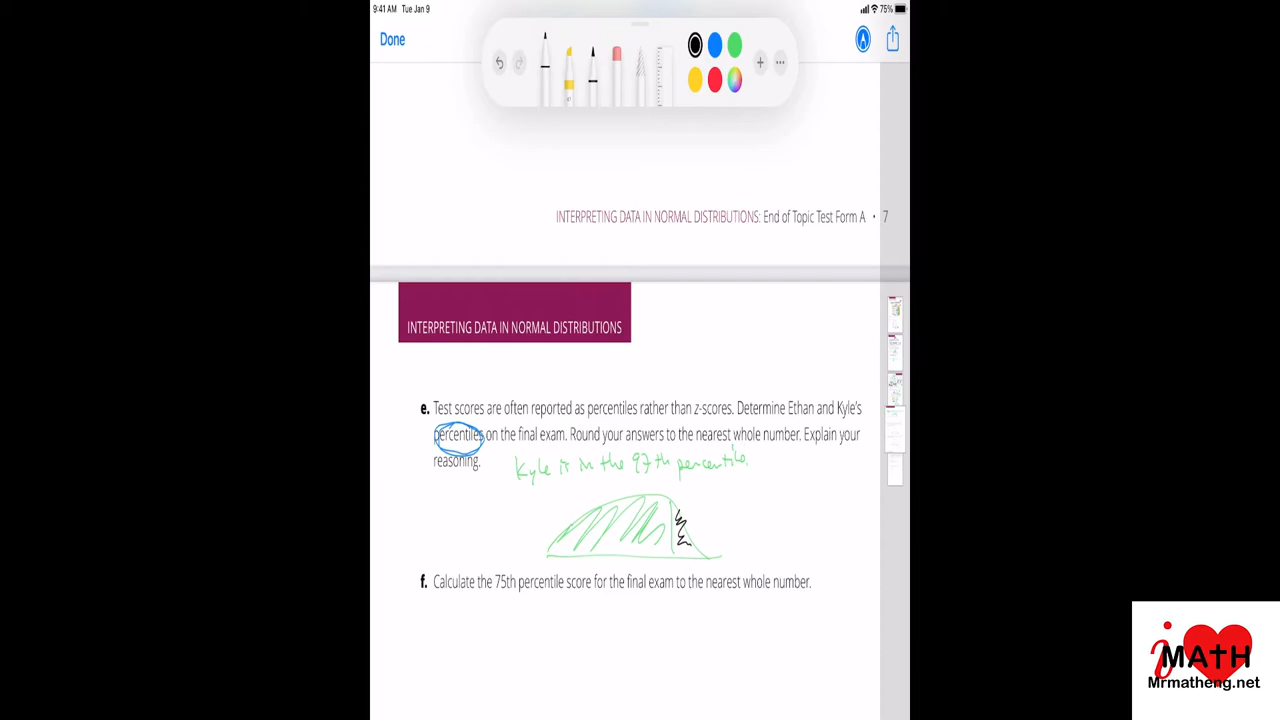 9:41 AM Tue Jan 9
75%
Done
INTERPRETING DATA IN NORMAL DISTRIBUTIONS: End of Topic Test Form A • 7
INTERPRETING DATA IN NORMAL DISTRIBUTIONS
e. Test scores are often reported as percentiles rather than z-scores. Determine Ethan and Kyle's
percentiles on the final exam. Round your answers to the nearest whole number. Explain your
reasoning.
Kyle is in the 97th percentile.
f. Calculate the 75th percentile score for the final exam to the nearest whole number.
i MATH
Mrmatheng.net